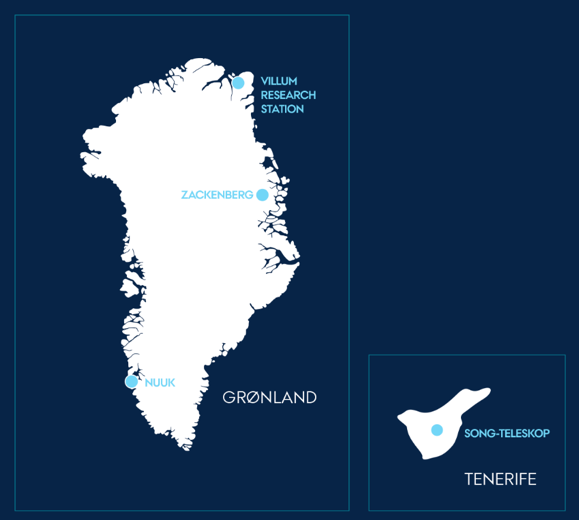 VILLUM
RESEARCH
STATION
ZACKENBERG
NUUK
GRØNLAND
SONG-TELESKOP
TENERIFE